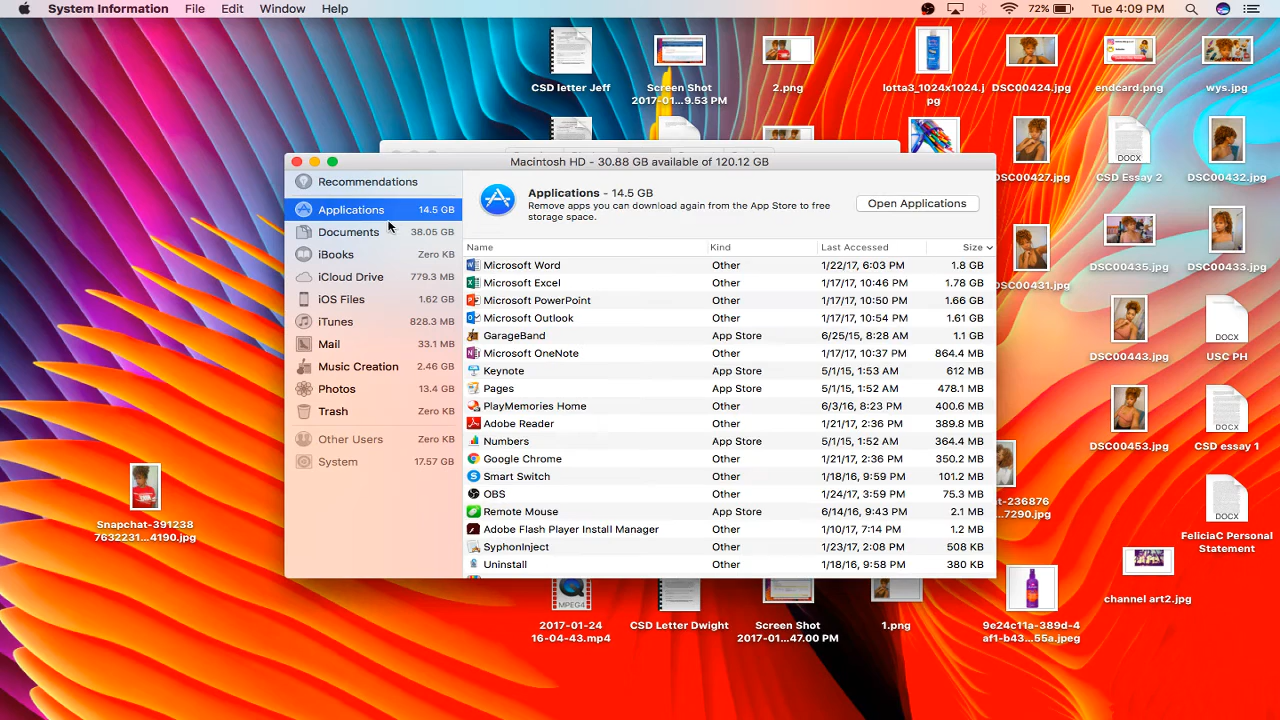 System Information File Edit Window Help 72% Tue 4:09 PM
CSD letter Jeff
Screen Shot
2017-01...9.53 PM
2.png
lotta3_1024x1024.j
pg
DSC00424.jpg
endcard.png
wys.jpg
DSC00427.jpg
DOCX
CSD Essay 2
DSC00432.jpg
DSC00431.jpg
DSC00435.jpg
DSC00433.jpg
DSC00443.jpg
DOCX
USC PH
DSC00453.jpg
DOCX
CSD essay 1
Snapchat-391238
7632231...4190.jpg
at-236876
...7290.jpg
DOCX
FeliciaC Personal
Statement
channel art2.jpg
MPEG4
2017-01-24
16-04-43.mp4
CSD Letter Dwight
Screen Shot
2017-01...47.00 PM
1.png
9e24c11a-389d-4
af1-b43...55a.jpeg
Macintosh HD - 30.88 GB available of 120.12 GB
Recommendations
Applications 14.5 GB
Documents 38.05 GB
iBooks Zero KB
iCloud Drive 779.3 MB
iOS Files 1.62 GB
iTunes 828.3 MB
Mail 33.1 MB
Music Creation 2.46 GB
Photos 13.4 GB
Trash Zero KB
Other Users Zero KB
System 17.57 GB
Applications - 14.5 GB
Remove apps you can download again from the App Store to free
storage space.
Open Applications
Name Kind Last Accessed Size
Microsoft Word Other 1/22/17, 6:03 PM 1.8 GB
Microsoft Excel Other 1/17/17, 10:46 PM 1.78 GB
Microsoft PowerPoint Other 1/17/17, 10:50 PM 1.66 GB
Microsoft Outlook Other 1/17/17, 10:54 PM 1.61 GB
GarageBand App Store 6/25/15, 8:28 AM 1.1 GB
Microsoft OneNote Other 1/17/17, 10:37 PM 864.4 MB
Keynote App Store 5/1/15, 1:53 AM 612 MB
Pages App Store 5/1/15, 1:52 AM 478.1 MB
PlayMemories Home Other 6/3/16, 8:23 PM 400.6 MB
Adobe Reader Other 1/21/17, 2:36 PM 389.8 MB
Numbers App Store 5/1/15, 1:52 AM 364.4 MB
Google Chrome Other 1/21/17, 2:36 PM 350.2 MB
Smart Switch Other 1/18/16, 9:59 PM 101.2 MB
OBS Other 1/24/17, 3:59 PM 75.3 MB
Remote Mouse App Store 6/14/16, 9:43 PM 2.1 MB
Adobe Flash Player Install Manager Other 1/10/17, 7:14 PM 1.2 MB
SyphonInject Other 1/23/17, 2:08 PM 508 KB
Uninstall Other 1/18/16, 9:58 PM 380 KB